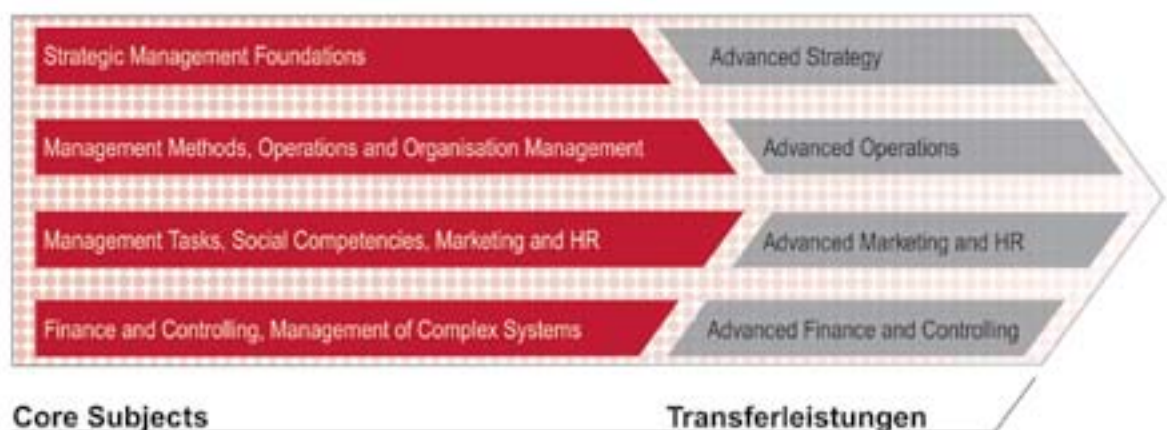 Strategic Management Foundations Advanced Strategy
Management Methods, Operations and Organisation Management Advanced Operations
Management Tasks, Social Competencies, Marketing and HR Advanced Marketing and HR
Finance and Controlling, Management of Complex Systems Advanced Finance and Controlling
Core Subjects Transferleistungen